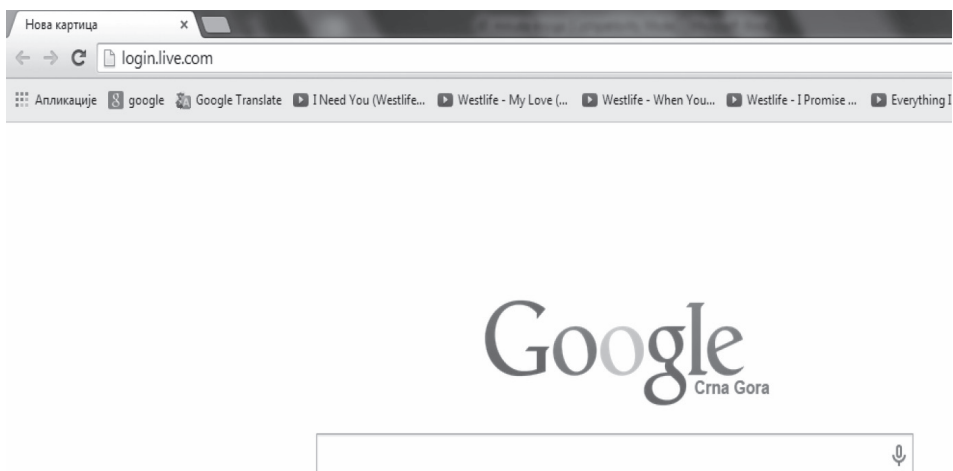 Нова картица
login.live.com
Апликације google Google Translate I Need You (Westlife... Westlife - My Love (... Westlife - When You... Westlife - I Promise ... Everything I
Google
Crna Gora